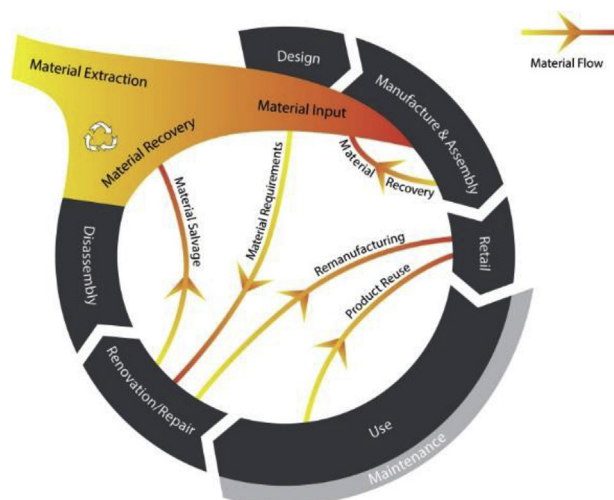 Design
Material Flow
Material Extraction
Material Input
Manufacture & Assembly
Material Recovery
Material Recovery
Material Salvage
Material Requirements
Remanufacturing
Product Reuse
Retail
Disassembly
Renovation/Repair
Use
Maintenance